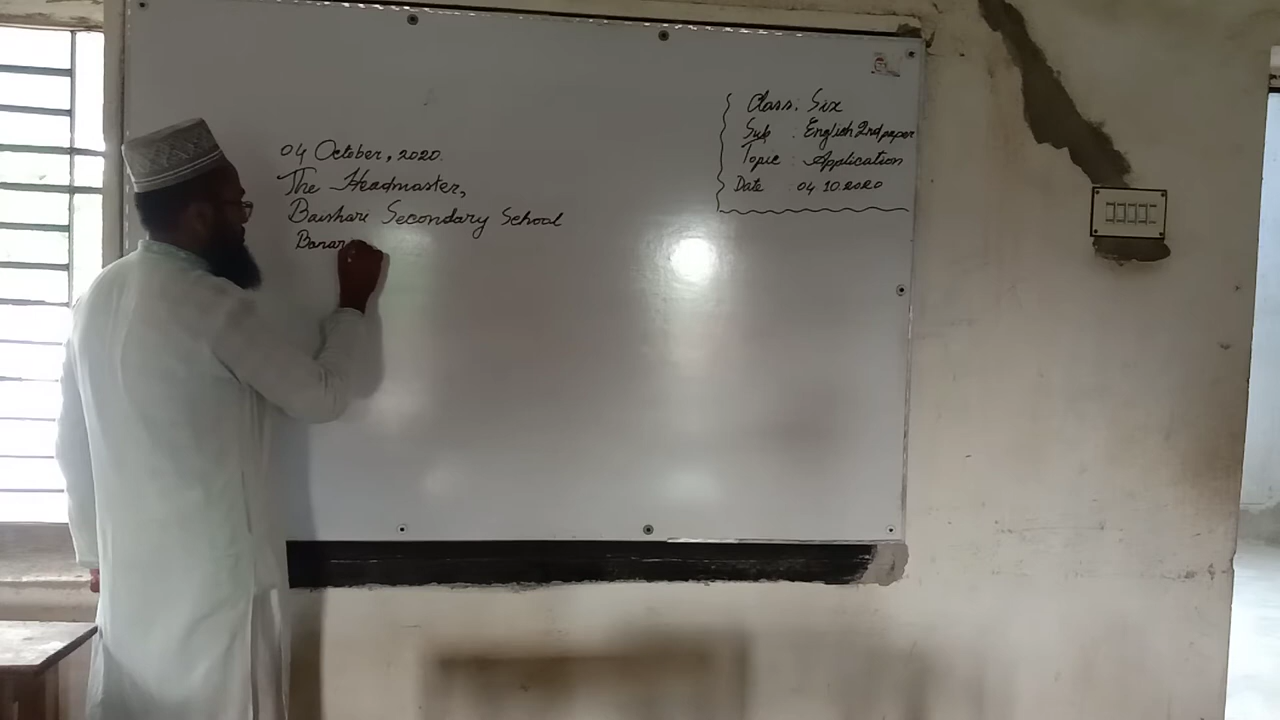 04 October, 2020.
The Headmaster,
Baishari Secondary School
Banar
Class: Six
Sub : English 2nd paper
Topic : Application
Date : 04 10 2020